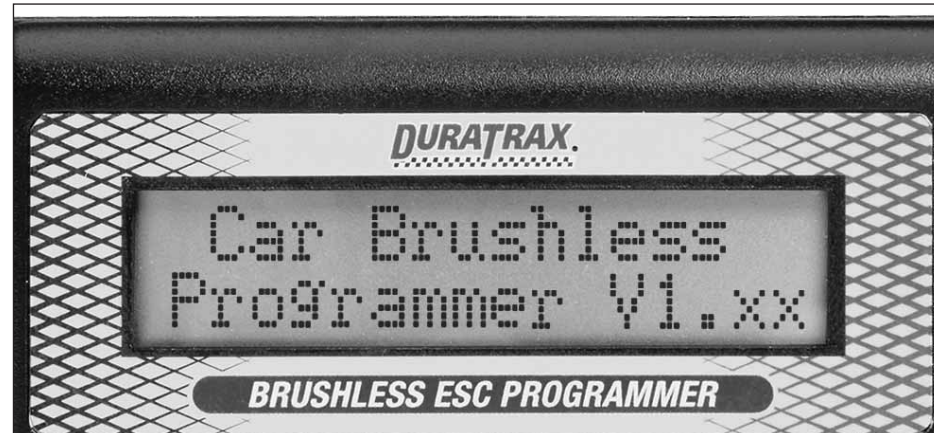 DURATRAX.
Car Brushless
Programmer V1.xx
BRUSHLESS ESC PROGRAMMER